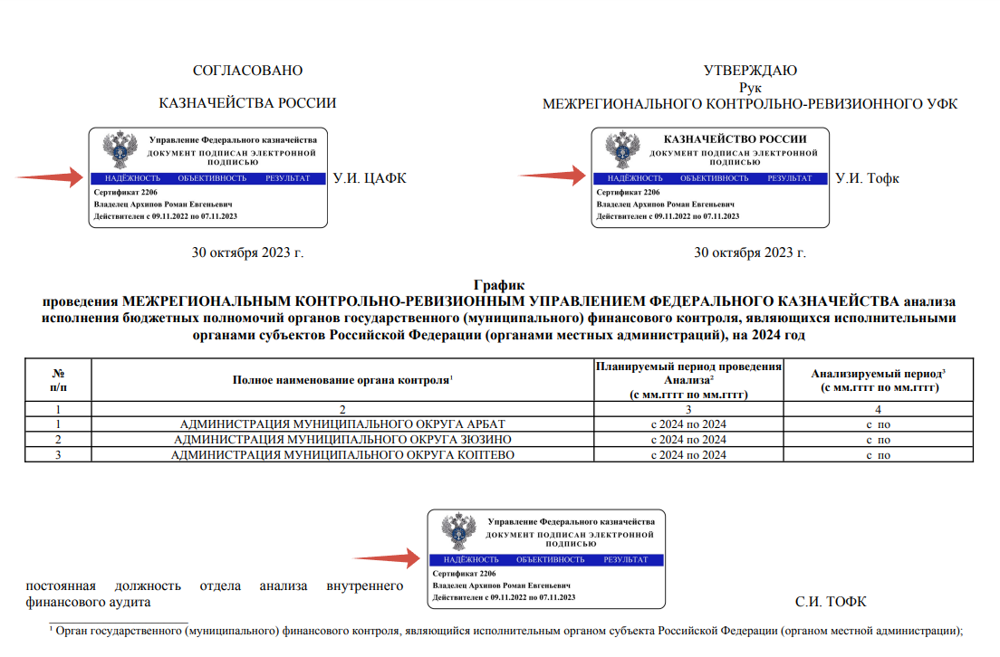 СОГЛАСОВАНО
КАЗНАЧЕЙСТВА РОССИИ
Управление Федерального казначейства
ДОКУМЕНТ ПОДПИСАН ЭЛЕКТРОННОЙ
ПОДПИСЬЮ
НАДЁЖНОСТЬ ОБЪЕКТИВНОСТЬ РЕЗУЛЬТАТ
Сертификат 2206
Владелец Архипов Роман Евгеньевич
Действителен с 09.11.2022 по 07.11.2023
У.И. ЦАФК
30 октября 2023 г.
УТВЕРЖДАЮ
Рук
МЕЖРЕГИОНАЛЬНОГО КОНТРОЛЬНО-РЕВИЗИОННОГО УФК
КАЗНАЧЕЙСТВО РОССИИ
ДОКУМЕНТ ПОДПИСАН ЭЛЕКТРОННОЙ
ПОДПИСЬЮ
НАДЁЖНОСТЬ ОБЪЕКТИВНОСТЬ РЕЗУЛЬТАТ
Сертификат 2206
Владелец Архипов Роман Евгеньевич
Действителен с 09.11.2022 по 07.11.2023
У.И. Тофк
30 октября 2023 г.
График
проведения МЕЖРЕГИОНАЛЬНЫМ КОНТРОЛЬНО-РЕВИЗИОННЫМ УПРАВЛЕНИЕМ ФЕДЕРАЛЬНОГО КАЗНАЧЕЙСТВА анализа
исполнения бюджетных полномочий органов государственного (муниципального) финансового контроля, являющихся исполнительными
органами субъектов Российской Федерации (органами местных администраций), на 2024 год
№ п/п Полное наименование органа контроля¹ Планируемый период проведения Анализа² (с мм.гггг по мм.гггг) Анализируемый период³ (с мм.гггг по мм.гггг)
1 2 3 4
1 АДМИНИСТРАЦИЯ МУНИЦИПАЛЬНОГО ОКРУГА АРБАТ с 2024 по 2024 с по
2 АДМИНИСТРАЦИЯ МУНИЦИПАЛЬНОГО ОКРУГА ЗЮЗИНО с 2024 по 2024 с по
3 АДМИНИСТРАЦИЯ МУНИЦИПАЛЬНОГО ОКРУГА КОПТЕВО с 2024 по 2024 с по
Управление Федерального казначейства
ДОКУМЕНТ ПОДПИСАН ЭЛЕКТРОННОЙ
ПОДПИСЬЮ
НАДЁЖНОСТЬ ОБЪЕКТИВНОСТЬ РЕЗУЛЬТАТ
Сертификат 2206
Владелец Архипов Роман Евгеньевич
Действителен с 09.11.2022 по 07.11.2023
постоянная должность отдела анализа внутреннего
финансового аудита С.И. ТОФК
¹ Орган государственного (муниципального) финансового контроля, являющийся исполнительным органом субъекта Российской Федерации (органом местной администрации);